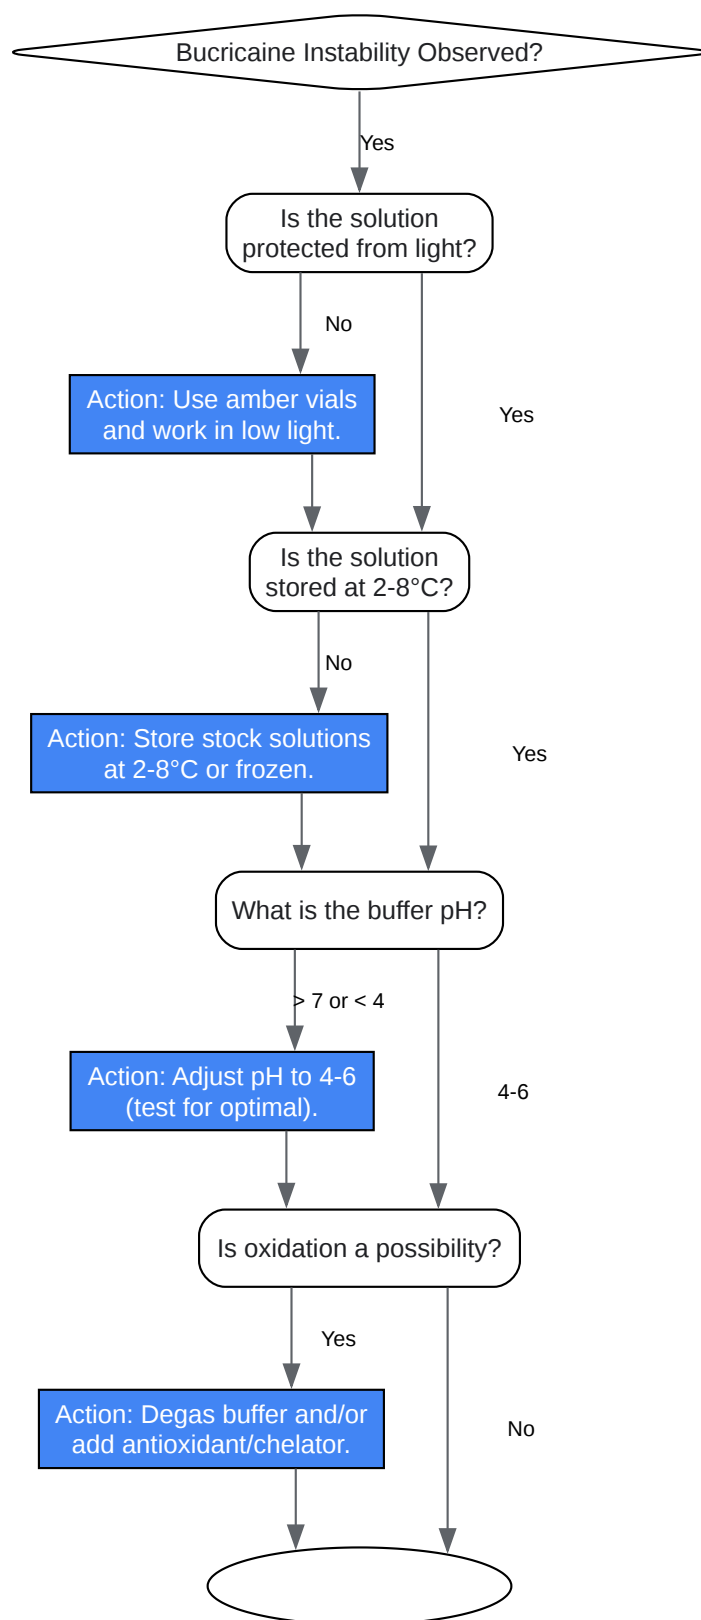 Bucricaine Instability Observed?
Yes
Is the solution
protected from light?
No
Action: Use amber vials
and work in low light.
Yes
Is the solution
stored at 2-8°C?
No
Action: Store stock solutions
at 2-8°C or frozen.
Yes
What is the buffer pH?
> 7 or < 4
Action: Adjust pH to 4-6
(test for optimal).
4-6
Is oxidation a possibility?
Yes
Action: Degas buffer and/or
add antioxidant/chelator.
No